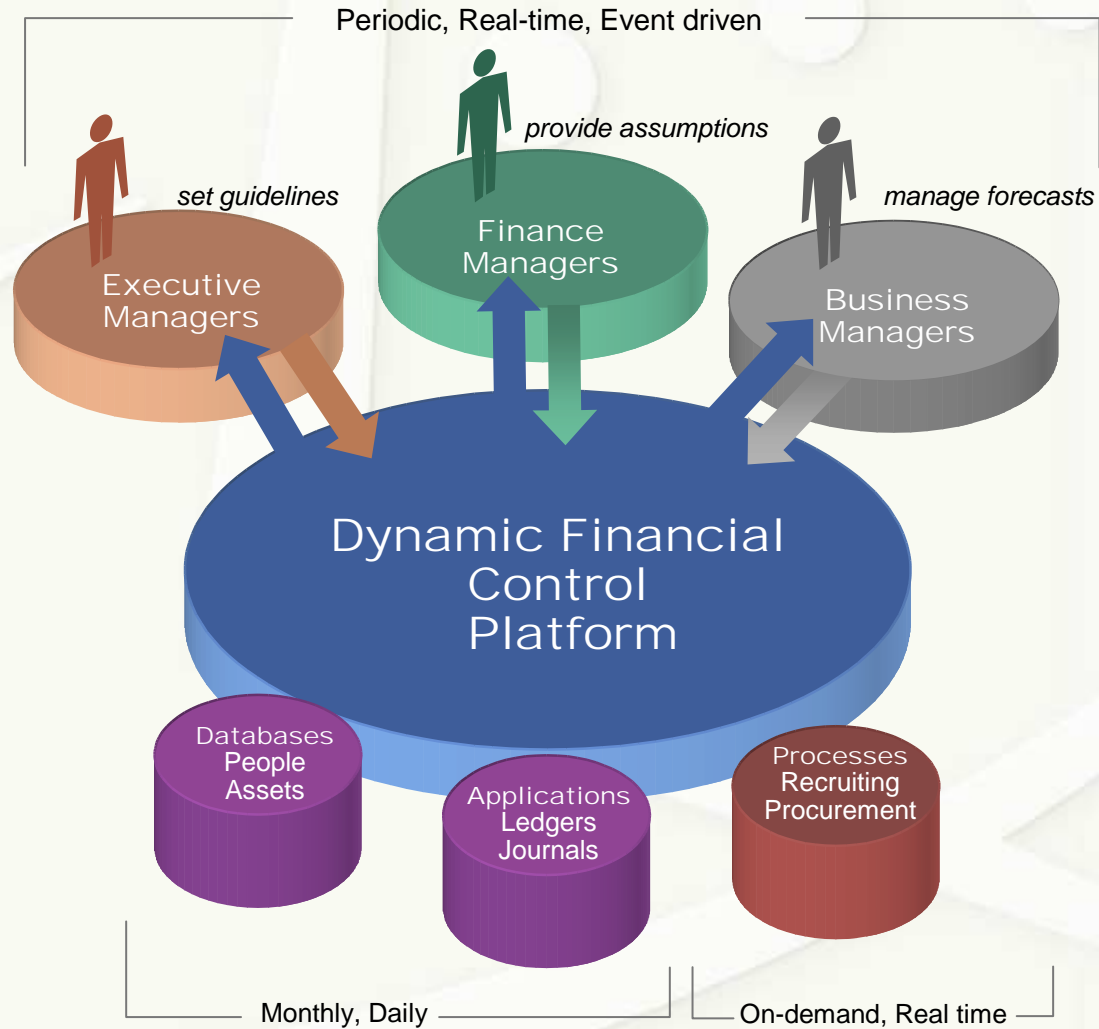 Periodic, Real-time, Event driven
provide assumptions
set guidelines
manage forecasts
Finance
Managers
Executive
Managers
Business
Managers
Dynamic Financial
Control
Platform
Databases
People
Assets
Applications
Ledgers
Journals
Processes
Recruiting
Procurement
Monthly, Daily
On-demand, Real time